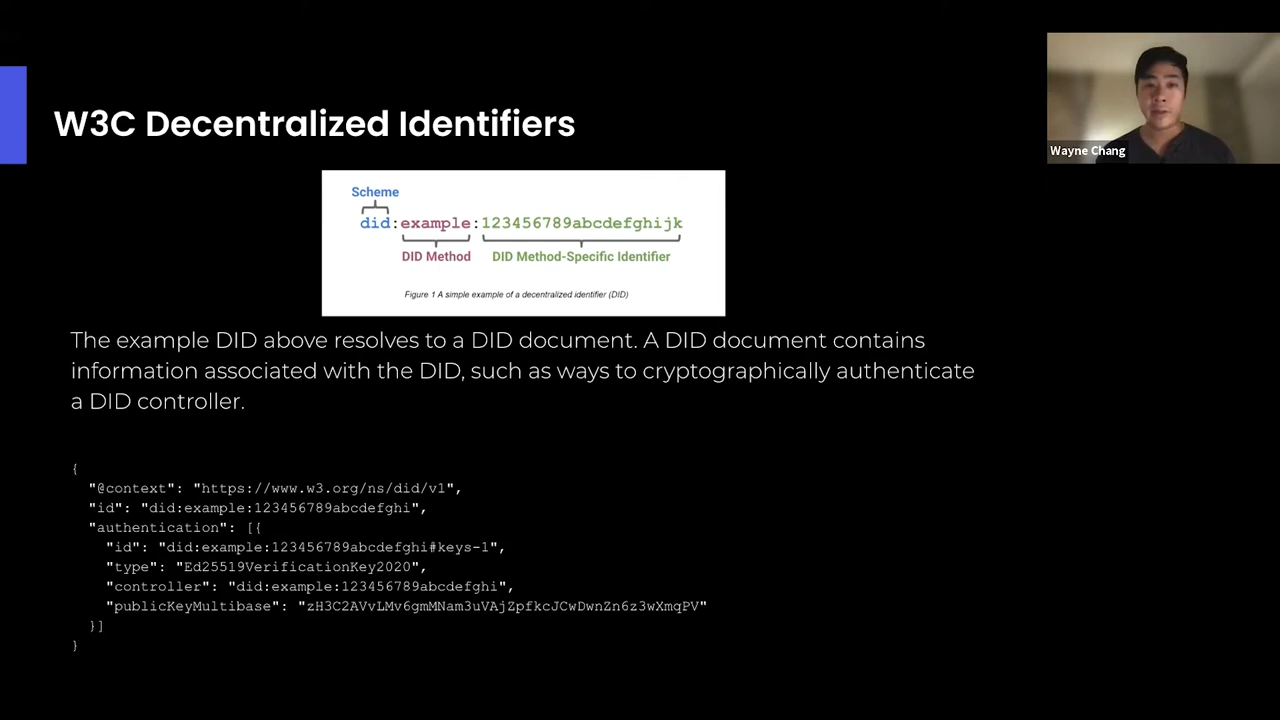 W3C Decentralized Identifiers
Wayne Chang
Scheme
did:example:123456789abcdefghijk
DID Method DID Method-Specific Identifier
Figure 1 A simple example of a decentralized identifier (DID)
The example DID above resolves to a DID document. A DID document contains
information associated with the DID, such as ways to cryptographically authenticate
a DID controller.
{
"@context": "https://www.w3.org/ns/did/v1",
"id": "did:example:123456789abcdefghi",
"authentication": [{
"id": "did:example:123456789abcdefghi#keys-1",
"type": "Ed25519VerificationKey2020",
"controller": "did:example:123456789abcdefghi",
"publicKeyMultibase": "zH3C2AVvLMv6gmMNam3uVAjZpfkcJCwDwnZn6z3wXmqPV"
}]
}